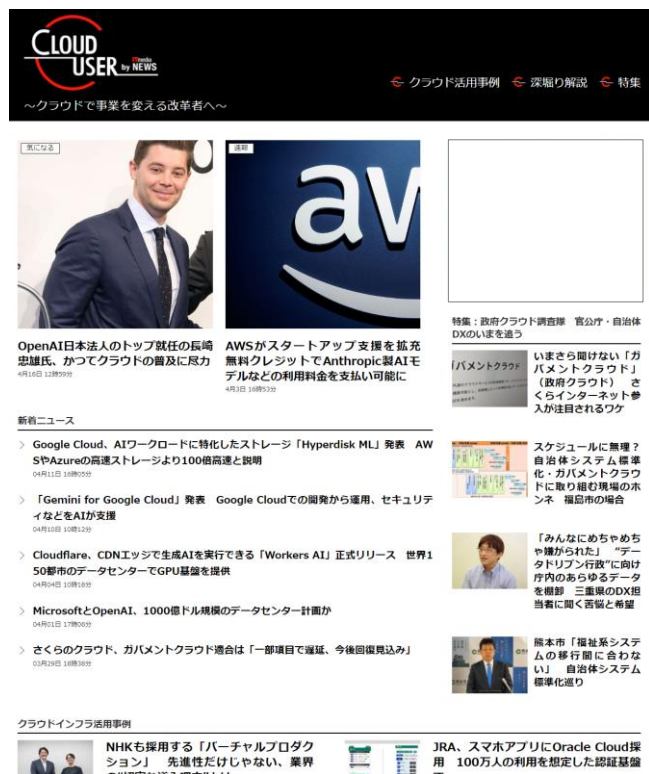 CLOUD
USER by ITmedia NEWS
クラウド活用事例 深堀り解説 特集
～クラウドで事業を変える改革者へ～
気になる
速報
aw
OpenAI日本法人のトップ就任の長崎
忠雄氏、かつてクラウドの普及に尽力
4月16日 12時59分
AWSがスタートアップ支援を拡充
無料クレジットでAnthropic製AIモ
デルなどの利用料金を支払い可能に
4月3日 16時53分
新着ニュース
Google Cloud、AIワークロードに特化したストレージ「Hyperdisk ML」発表 AW
SやAzureの高速ストレージより100倍高速と説明
04月11日 16時05分
「Gemini for Google Cloud」発表 Google Cloudでの開発から運用、セキュリテ
ィなどをAIが支援
04月10日 10時12分
Cloudflare、CDNエッジで生成AIを実行できる「Workers AI」正式リリース 世界1
50都市のデータセンターでGPU基盤を提供
04月04日 10時18分
MicrosoftとOpenAI、1000億ドル規模のデータセンター計画か
04月01日 17時08分
さくらのクラウド、ガバメントクラウド適合は「一部項目で遅延、今後回復見込み」
03月29日 18時38分
特集：政府クラウド調査隊 官公庁・自治体
DXのいまを追う
バメントクラウド
いまさら聞けない「ガ
バメントクラウド」
（政府クラウド） さ
くらインターネット参
入が注目されるワケ
スケジュールに無理？
自治体システム標準
化・ガバメントクラウ
ドに取り組む現場のホ
ンネ 福島市の場合
「みんなにめちゃめち
ゃ嫌がられた」 “デー
タドリブン行政”に向け
庁内のあらゆるデータ
を棚卸 三重県のDX担
当者に聞く苦悩と希望
熊本市「福祉系システ
ムの移行間に合わな
い」 自治体システム
標準化巡り
クラウドインフラ活用事例
NHKも採用する「バーチャルプロダク
ション」 先進性だけじゃない、業界
JRA、スマホアプリにOracle Cloud採
用 100万人の利用を想定した認証基盤